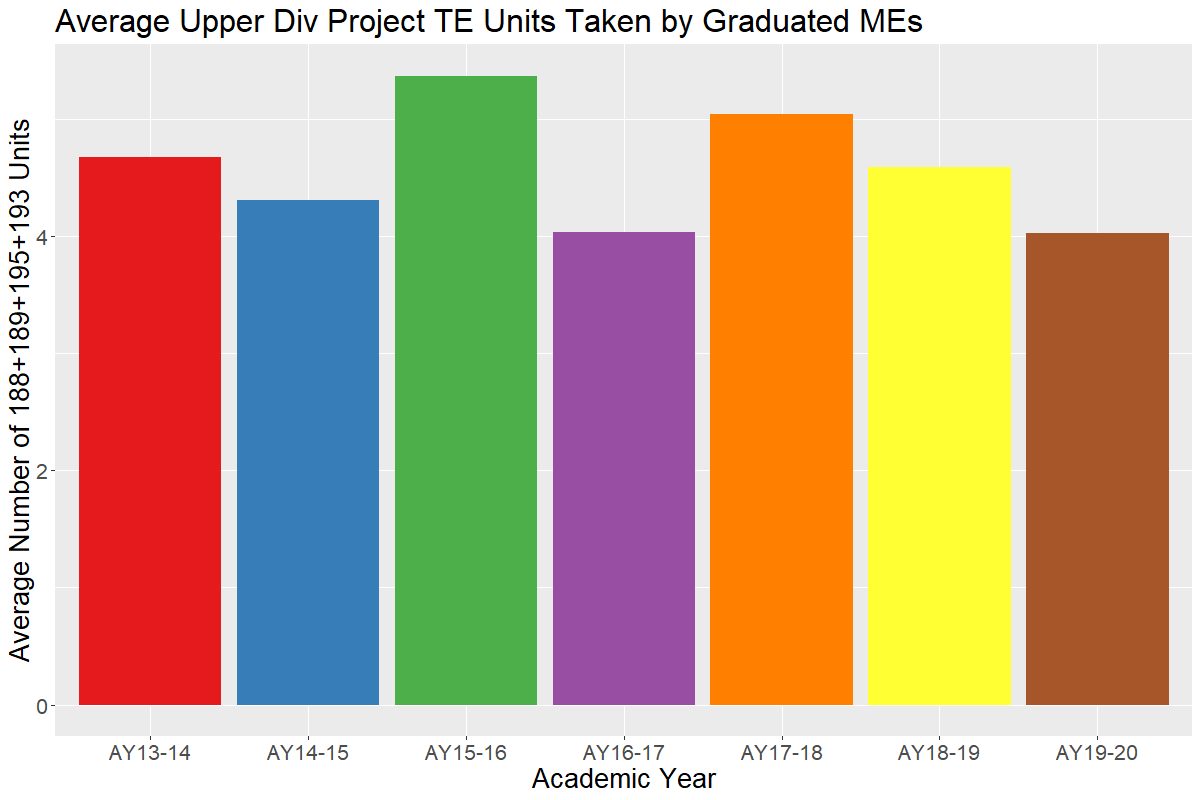 Average Upper Div Project TE Units Taken by Graduated MEs
Average Number of 188+189+195+193 Units
4
2
0
AY13-14 AY14-15 AY15-16 AY16-17 AY17-18 AY18-19 AY19-20
Academic Year